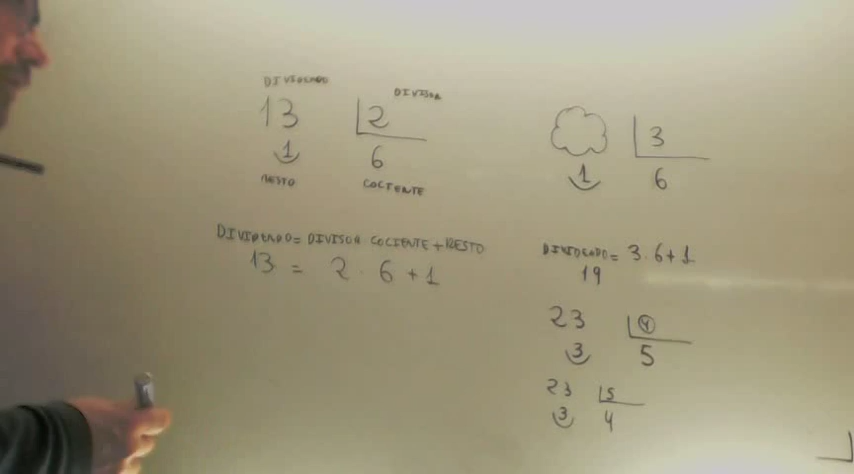 DIVIDENDO
DIVISOR
13 2
1 6
RESTO COCIENTE
DIVIDENDO = DIVISOR COCIENTE + RESTO
13 = 2 · 6 + 1
3
1 6
DIVIDENDO = 3 · 6 + 1
19
23 4
3 5
23 5
3 4